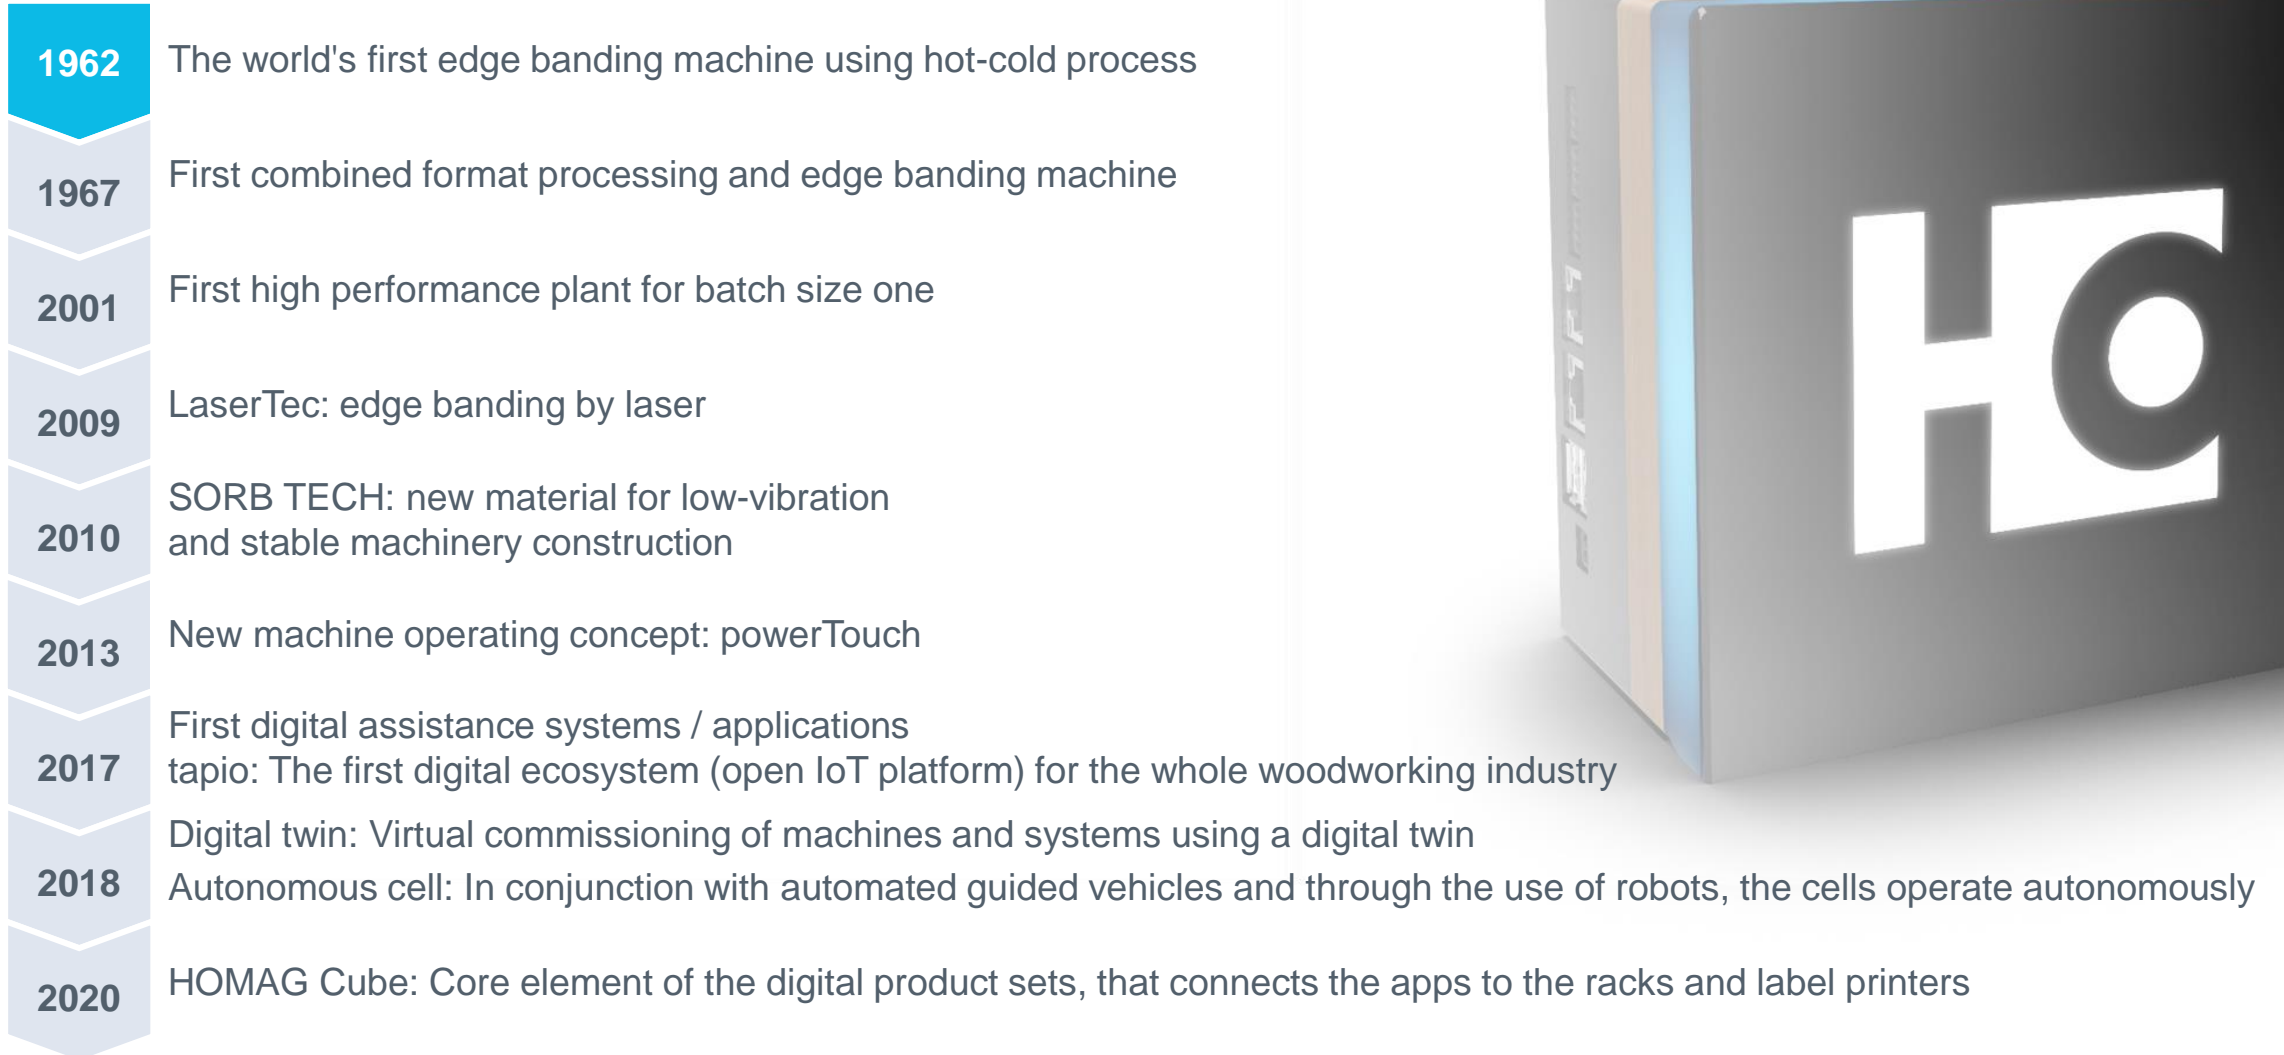 1962
The world's first edge banding machine using hot-cold process
1967
First combined format processing and edge banding machine
2001
First high performance plant for batch size one
2009
LaserTec: edge banding by laser
2010
SORB TECH: new material for low-vibration
and stable machinery construction
2013
New machine operating concept: powerTouch
2017
First digital assistance systems / applications
tapio: The first digital ecosystem (open IoT platform) for the whole woodworking industry
2018
Digital twin: Virtual commissioning of machines and systems using a digital twin
Autonomous cell: In conjunction with automated guided vehicles and through the use of robots, the cells operate autonomously
2020
HOMAG Cube: Core element of the digital product sets, that connects the apps to the racks and label printers
HO